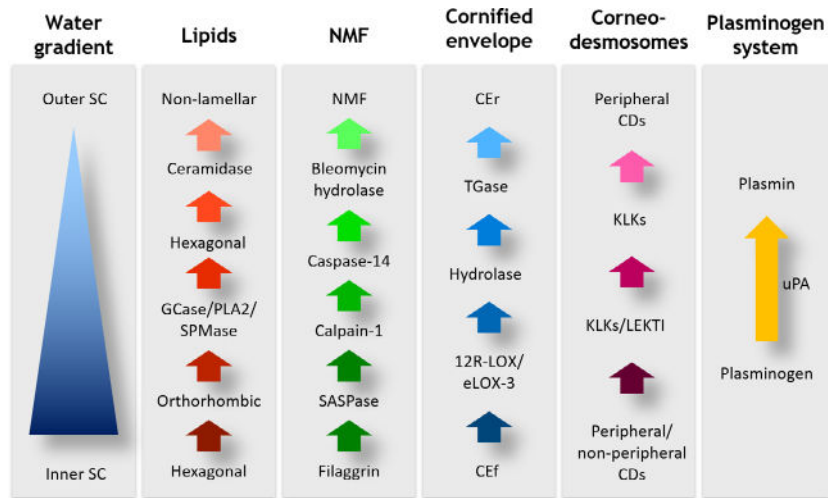 Water
gradient
Outer SC
Inner SC
Lipids
Non-lamellar
Ceramidase
Hexagonal
GCase/PLA2/
SPMase
Orthorhombic
Hexagonal
NMF
NMF
Bleomycin
hydrolase
Caspase-14
Calpain-1
SASPase
Filaggrin
Cornified
envelope
CEr
TGase
Hydrolase
12R-LOX/
eLOX-3
CEf
Corneo-
desmosomes
Peripheral
CDs
KLKs
KLKs/LEKTI
Peripheral/
non-peripheral
CDs
Plasminogen
system
Plasmin
uPA
Plasminogen